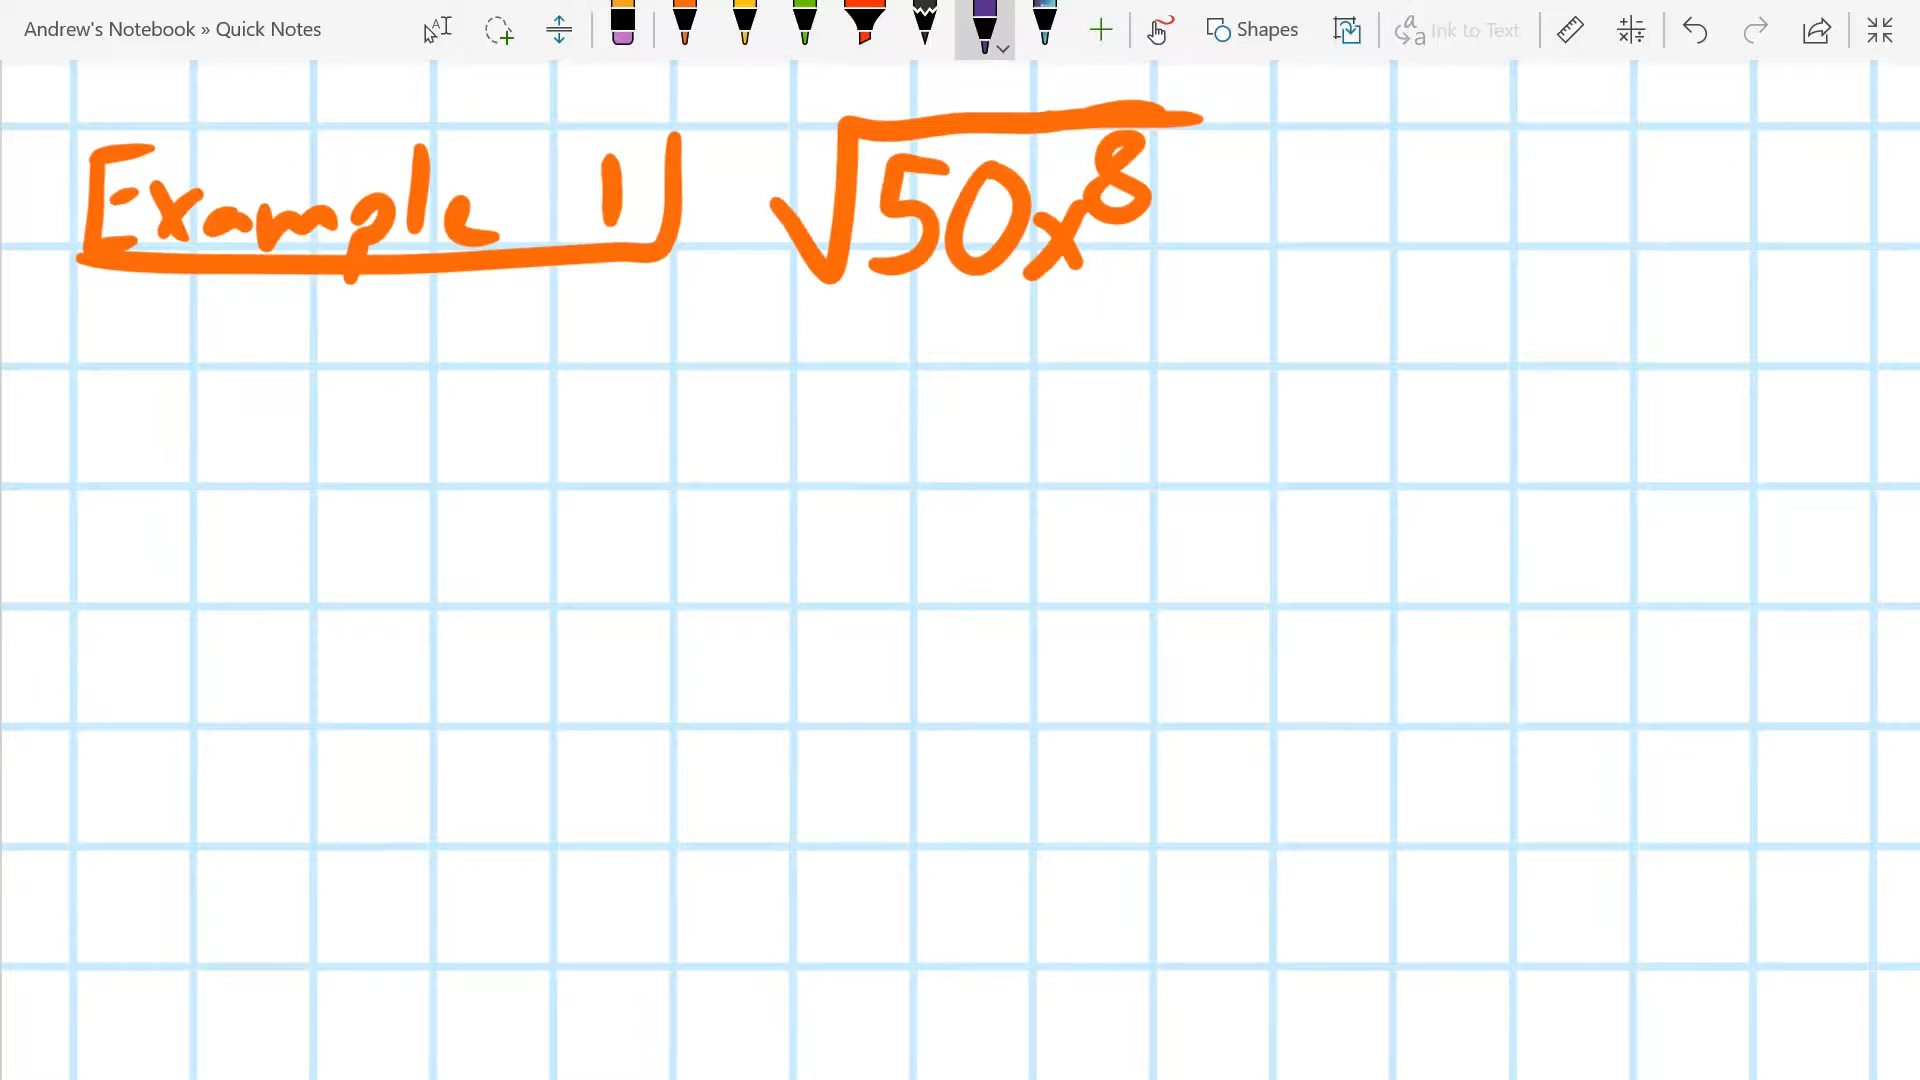 Andrew's Notebook » Quick Notes
Shapes
Ink to Text
Example 1
√50x⁸